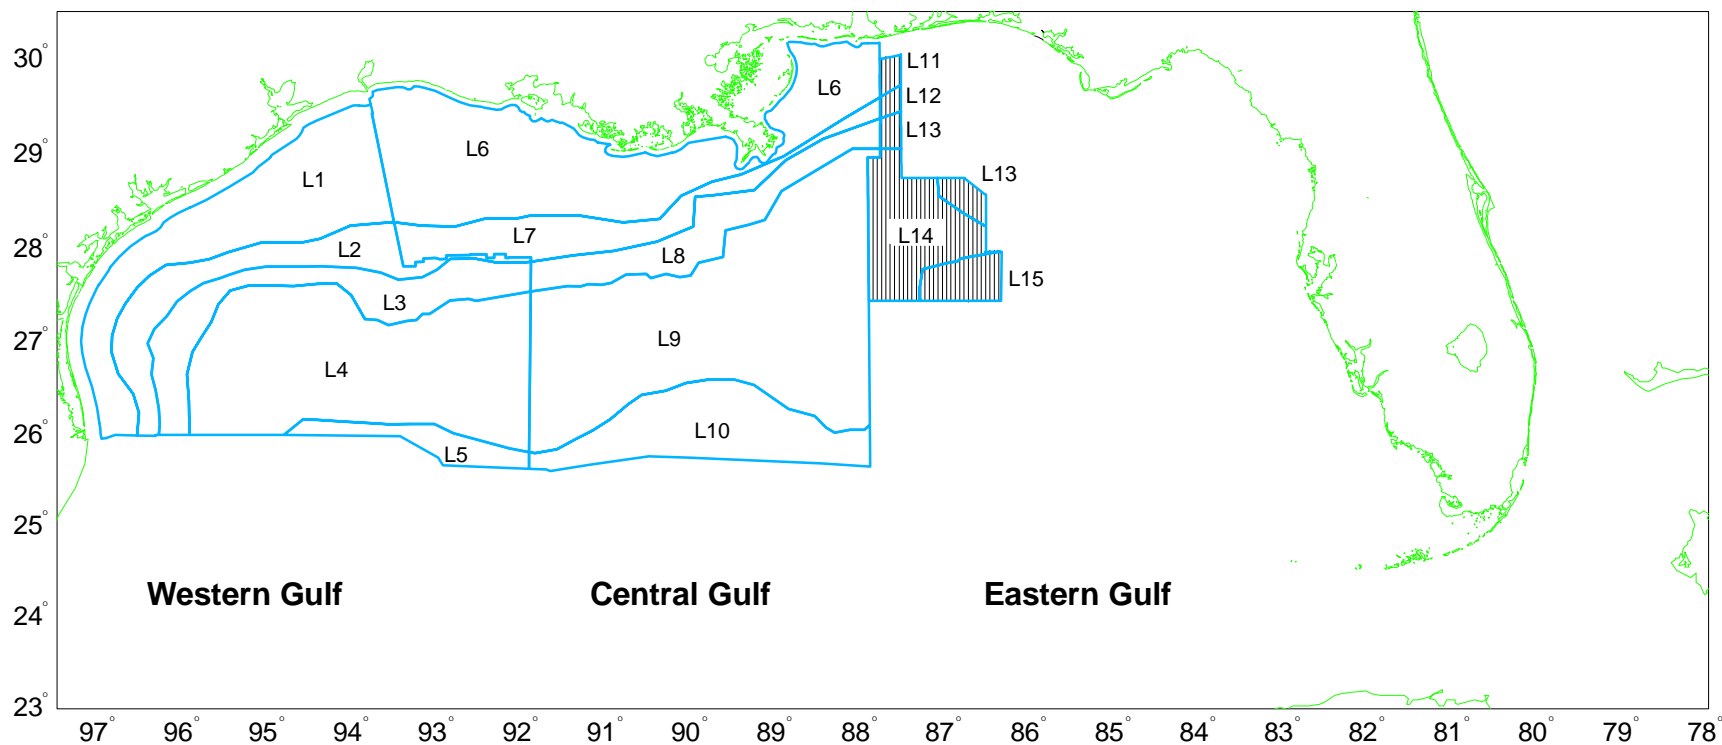 30°
29°
28°
27°
26°
25°
24°
23°
L11
L6
L12
L13
L6
L1
L13
L2
L7
L14
L8
L15
L3
L9
L4
L10
L5
Western Gulf Central Gulf Eastern Gulf
97° 96° 95° 94° 93° 92° 91° 90° 89° 88° 87° 86° 85° 84° 83° 82° 81° 80° 79° 78°